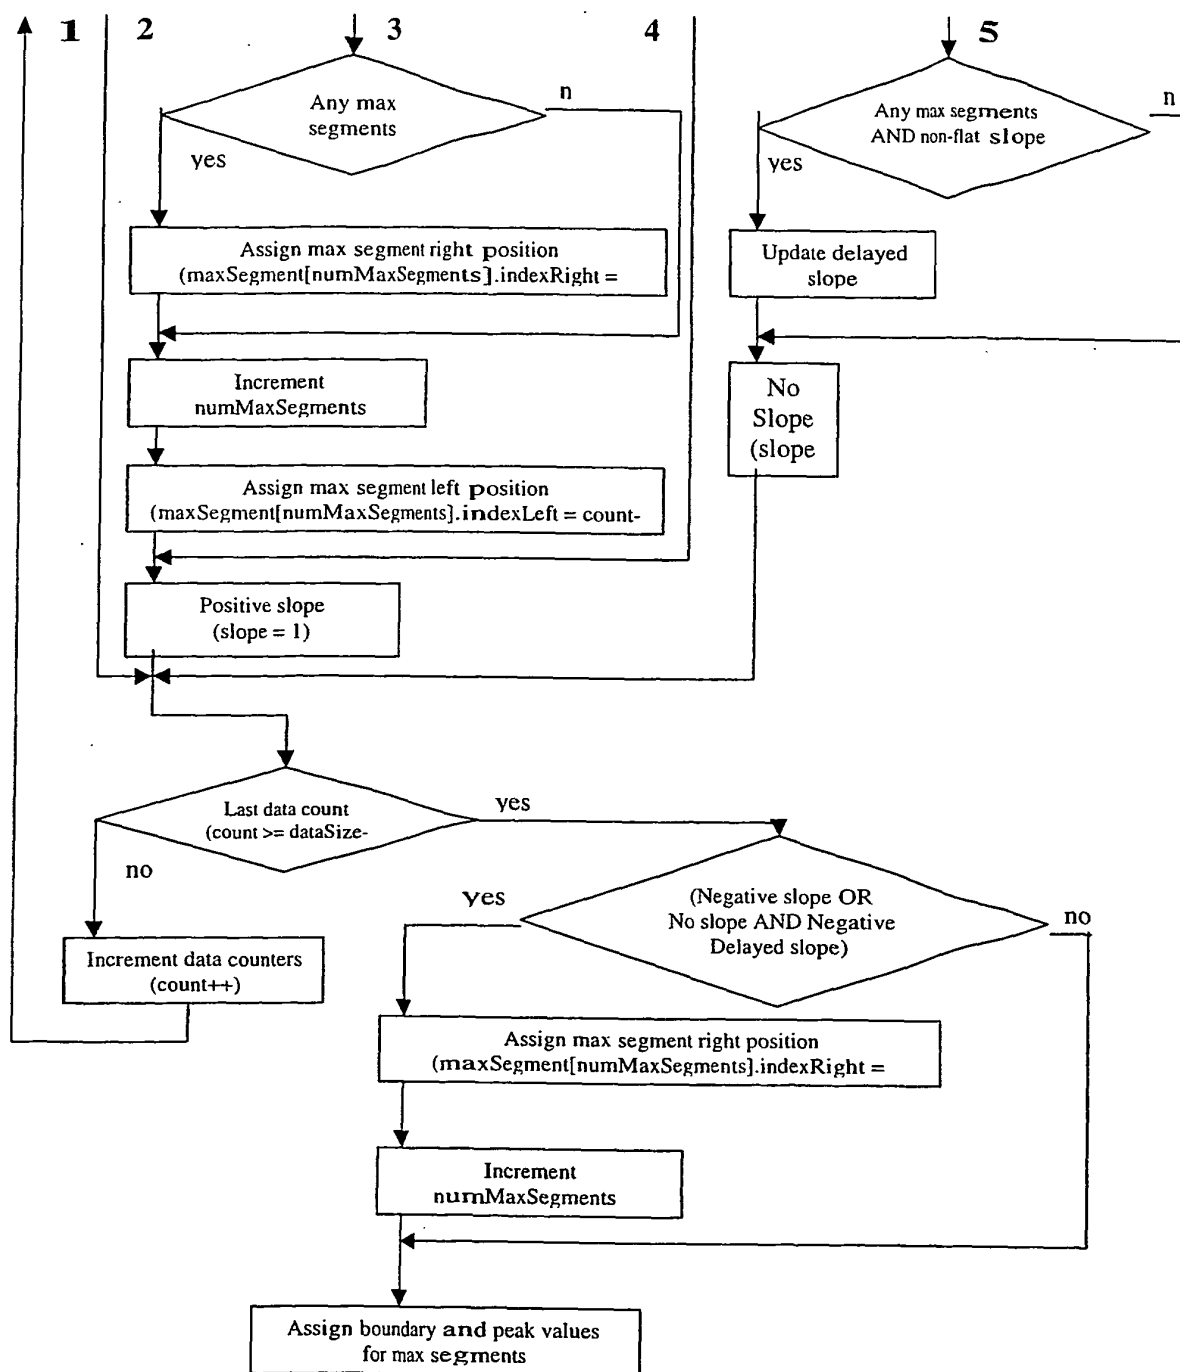 1 2 3 4 5
Any max
segments
n
yes
Any max segments
AND non-flat slope
n
yes
Assign max segment right position
(maxSegment[numMaxSegments].indexRight =
Update delayed
slope
Increment
numMaxSegments
No
Slope
(slope
Assign max segment left position
(maxSegment[numMaxSegments].indexLeft = count-
Positive slope
(slope = 1)
Last data count
(count >= dataSize-
yes
no
(Negative slope OR
No slope AND Negative
Delayed slope)
yes
no
Increment data counters
(count++)
Assign max segment right position
(maxSegment[numMaxSegments].indexRight =
Increment
numMaxSegments
Assign boundary and peak values
for max segments